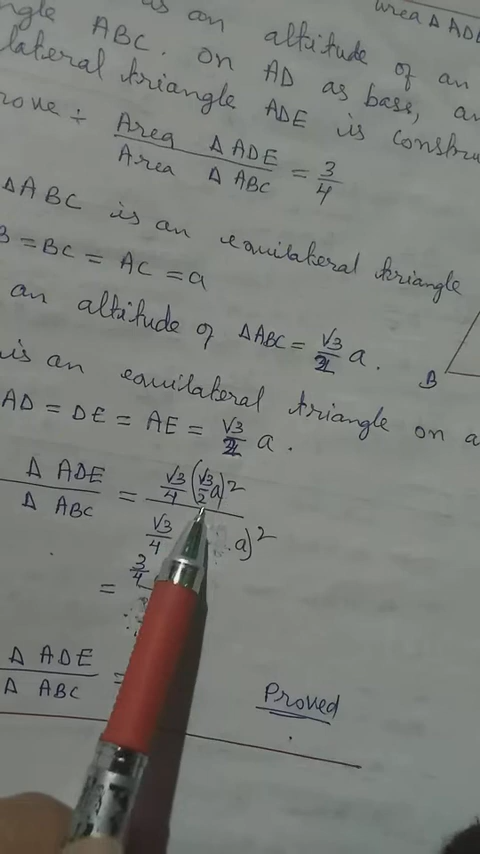 is an altitude of an
area Δ ADE
ngle ABC. On AD as base, an
lateral triangle ADE is constru
rove ÷ Area Δ ADE / Area Δ ABC = 3/4
Δ ABC is an equilateral triangle
B = BC = AC = a
an altitude of Δ ABC = √3/2 a.
B
is an equilateral triangle on a
AD = DE = AE = √3/2 a.
Δ ADE / Δ ABC = √3/4 (√3/2 a)² / √3/4 a)²
= 3/4
Δ ADE / Δ ABC =
Proved